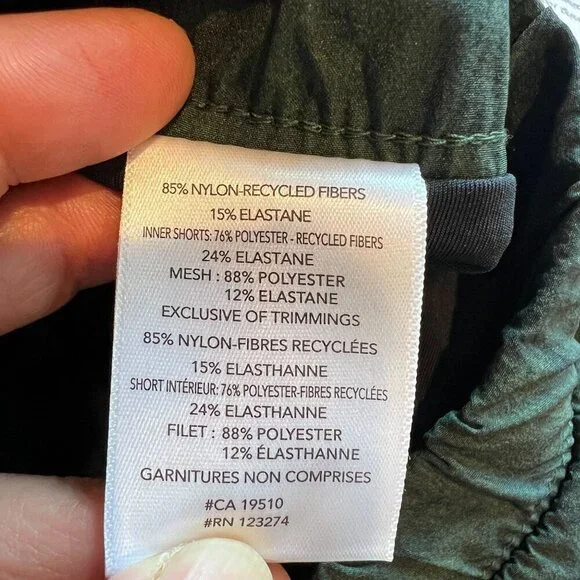 85% NYLON-RECYCLED FIBERS
15% ELASTANE
INNER SHORTS: 76% POLYESTER - RECYCLED FIBERS
24% ELASTANE
MESH : 88% POLYESTER
12% ELASTANE
EXCLUSIVE OF TRIMMINGS
85% NYLON-FIBRES RECYCLÉES
15% ELASTHANNE
SHORT INTÉRIEUR: 76% POLYESTER-FIBRES RECYCLÉES
24% ELASTHANNE
FILET : 88% POLYESTER
12% ÉLASTHANNE
GARNITURES NON COMPRISES
#CA 19510
#RN 123274